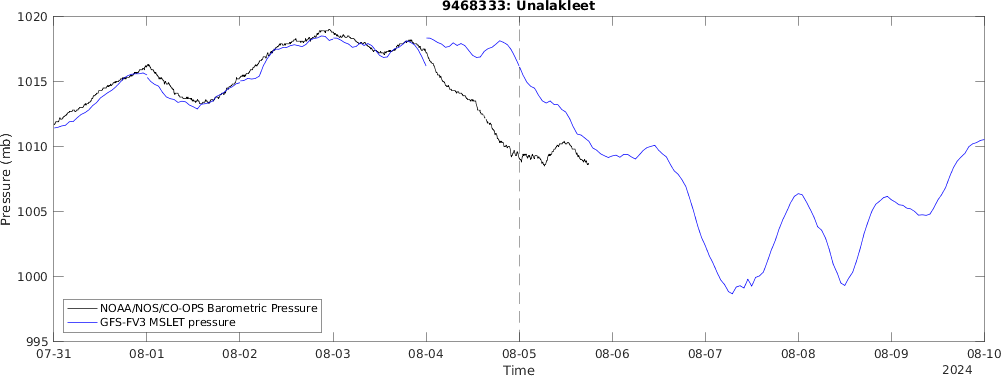 9468333: Unalakleet
Pressure (mb)
1020
1015
1010
1005
1000
995
NOAA/NOS/CO-OPS Barometric Pressure
GFS-FV3 MSLET pressure
07-31 08-01 08-02 08-03 08-04 08-05 08-06 08-07 08-08 08-09 08-10
Time
2024